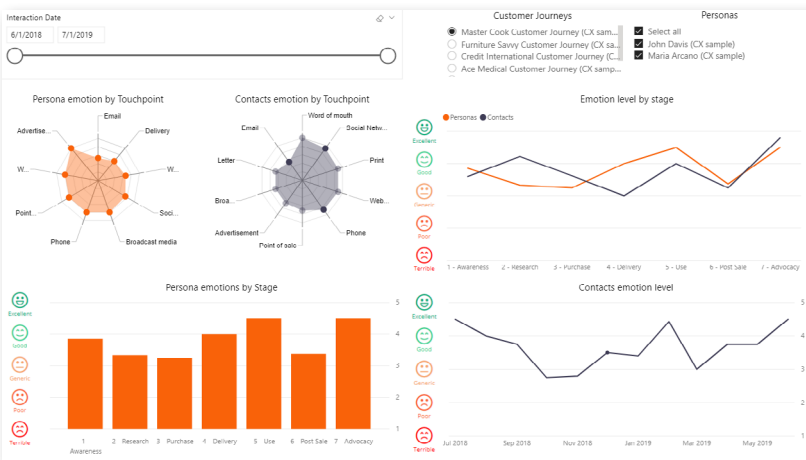 Interaction Date
6/1/2018 7/1/2019
Customer Journeys
Master Cook Customer Journey (CX sam...
Furniture Savvy Customer Journey (CX sa...
Credit International Customer Journey (C...
Ace Medical Customer Journey (CX samp...
Personas
Select all
John Davis (CX sample)
Maria Arcano (CX sample)
Persona emotion by Touchpoint
Email
Delivery
W...
Soci...
Broadcast media
Phone
Point...
W...
Advertise...
Contacts emotion by Touchpoint
Word of mouth
Social Netw...
Print
Web...
Phone
Point of sale
Advertisement
Broa...
Letter
Email
Emotion level by stage
Personas Contacts
Excellent
Good
Generic
Poor
Terrible
1 - Awareness 2 - Research 3 - Purchase 4 - Delivery 5 - Use 6 - Post Sale 7 - Advocacy
Persona emotions by Stage
Excellent
Good
Generic
Poor
Terrible
5
4
3
2
1
1 Awareness 2 Research 3 Purchase 4 Delivery 5 Use 6 Post Sale 7 Advocacy
Contacts emotion level
Excellent
Good
Generic
Poor
Terrible
5
4
3
2
1
Jul 2018 Sep 2018 Nov 2018 Jan 2019 Mar 2019 May 2019